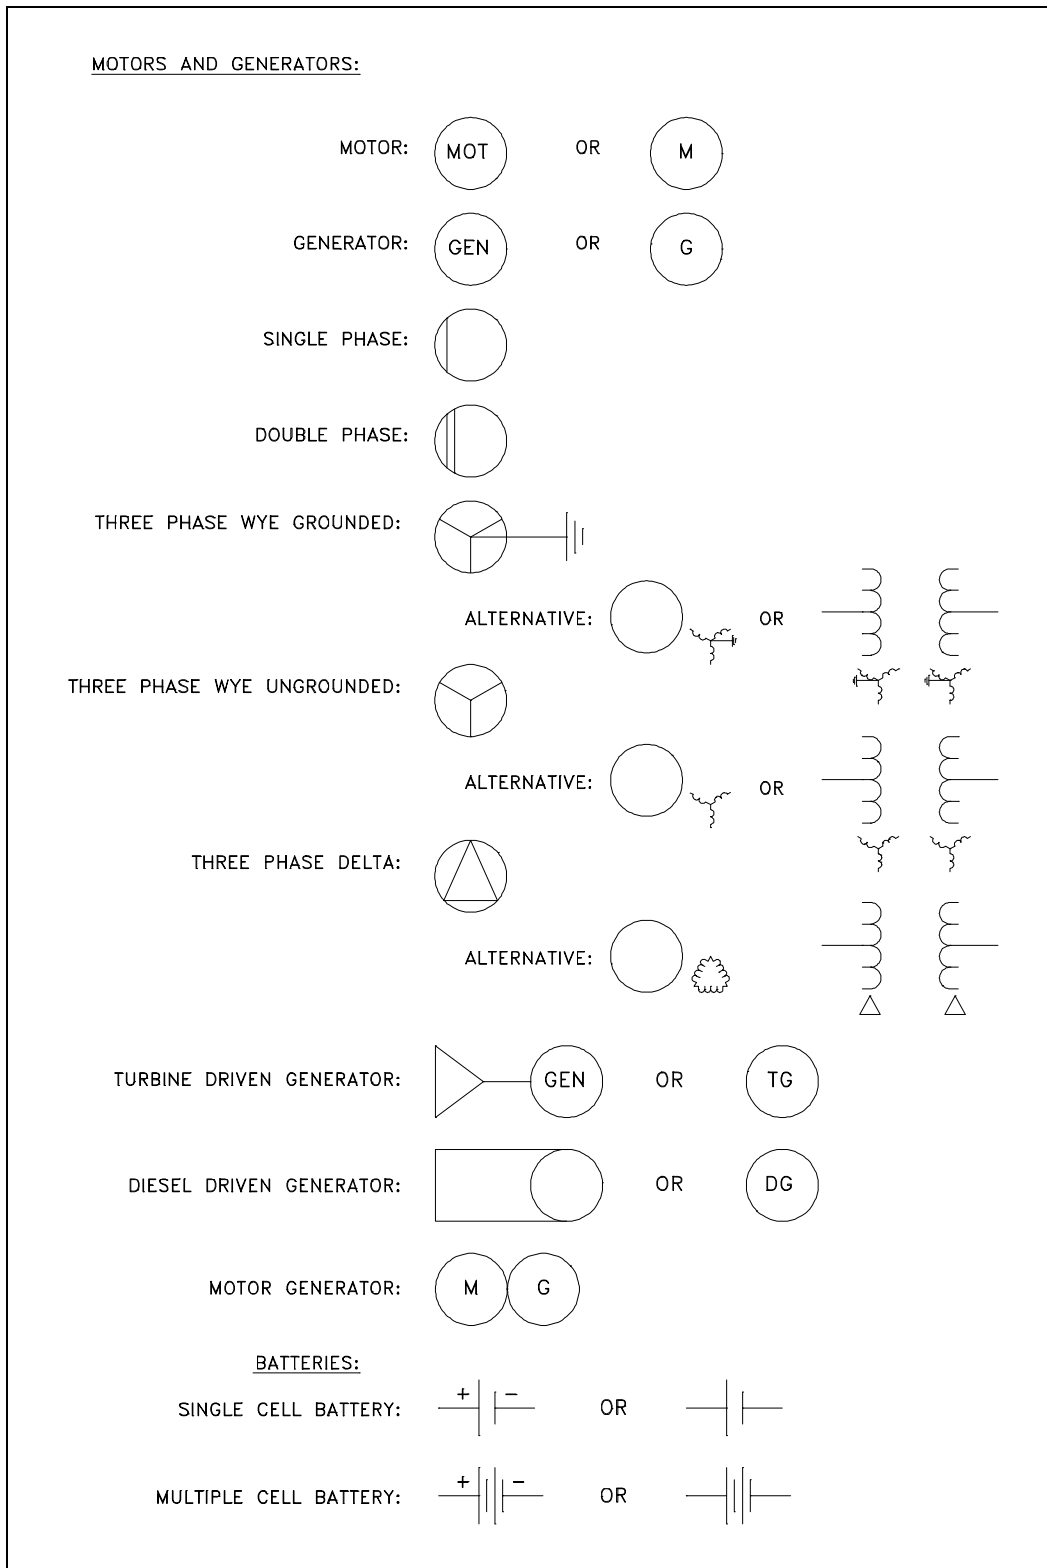 MOTORS AND GENERATORS:
MOTOR: MOT OR M
GENERATOR: GEN OR G
SINGLE PHASE:
DOUBLE PHASE:
THREE PHASE WYE GROUNDED:
ALTERNATIVE: OR
THREE PHASE WYE UNGROUNDED:
ALTERNATIVE: OR
THREE PHASE DELTA:
ALTERNATIVE:
TURBINE DRIVEN GENERATOR: GEN OR TG
DIESEL DRIVEN GENERATOR: OR DG
MOTOR GENERATOR: M G
BATTERIES:
SINGLE CELL BATTERY: + − OR
MULTIPLE CELL BATTERY: + − OR